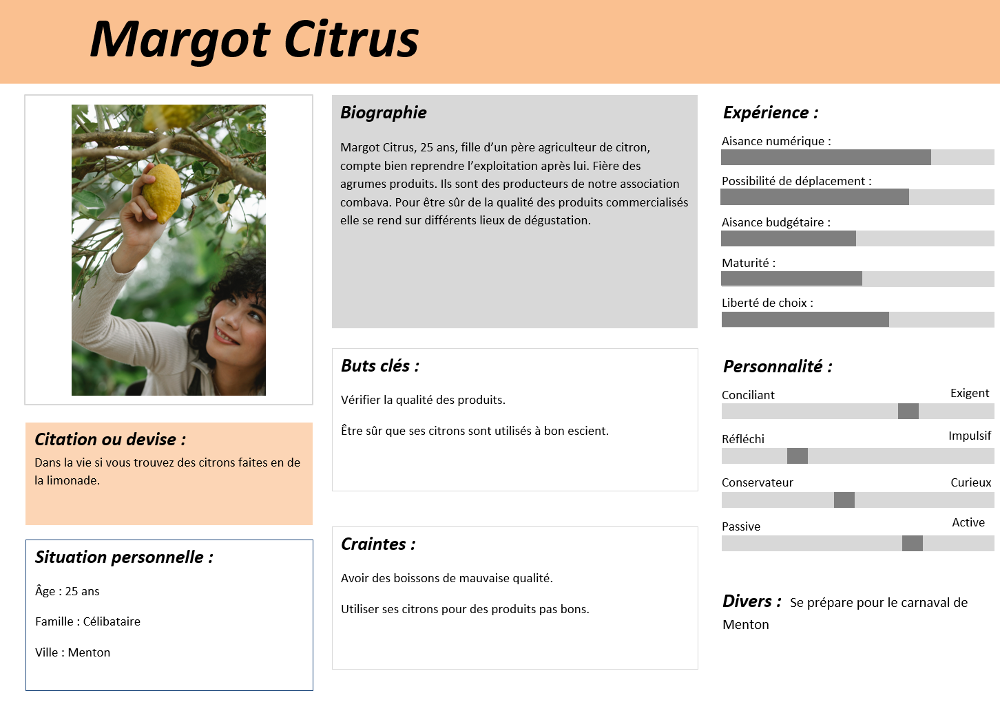 Margot Citrus
Citation ou devise :
Dans la vie si vous trouvez des citrons faites en de
la limonade.
Situation personnelle :
Âge : 25 ans
Famille : Célibataire
Ville : Menton
Biographie
Margot Citrus, 25 ans, fille d’un père agriculteur de citron,
compte bien reprendre l’exploitation après lui. Fière des
agrumes produits. Ils sont des producteurs de notre association
combava. Pour être sûr de la qualité des produits commercialisés
elle se rend sur différents lieux de dégustation.
Buts clés :
Vérifier la qualité des produits.
Être sûr que ses citrons sont utilisés à bon escient.
Craintes :
Avoir des boissons de mauvaise qualité.
Utiliser ses citrons pour des produits pas bons.
Expérience :
Aisance numérique :
Possibilité de déplacement :
Aisance budgétaire :
Maturité :
Liberté de choix :
Personnalité :
Conciliant Exigent
Réfléchi Impulsif
Conservateur Curieux
Passive Active
Divers : Se prépare pour le carnaval de
Menton